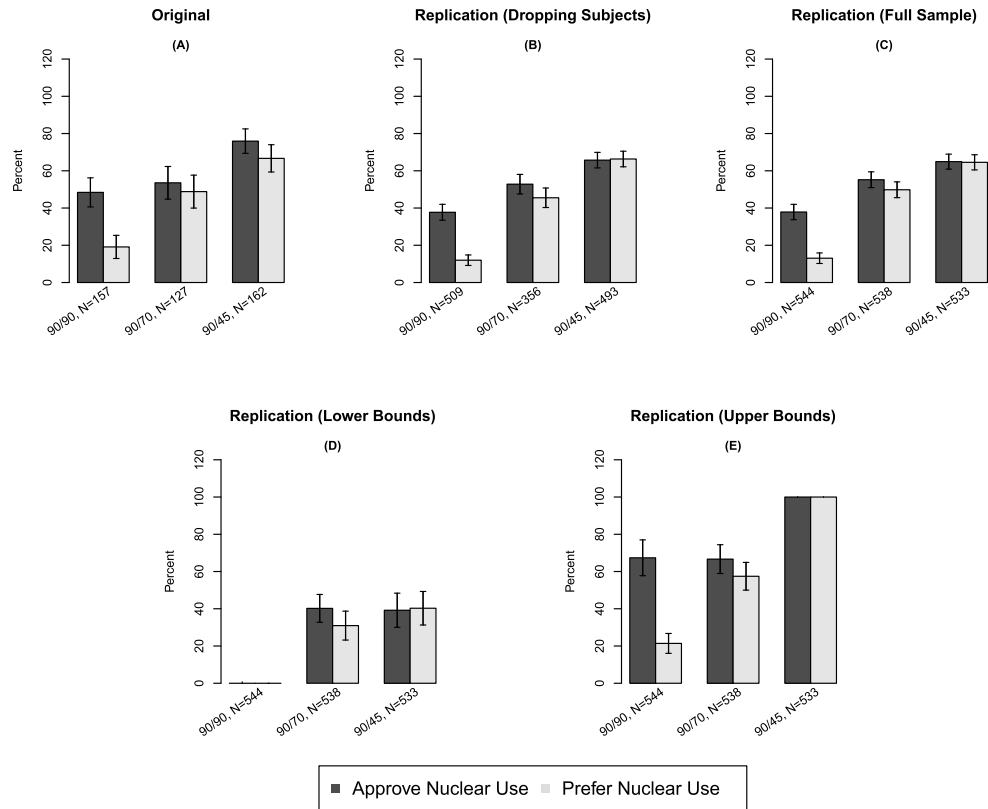 Original
(A)
Percent
0 20 40 60 80 100 120
90/90, N=157
90/70, N=127
90/45, N=162
Replication (Dropping Subjects)
(B)
Percent
0 20 40 60 80 100 120
90/90, N=509
90/70, N=356
90/45, N=493
Replication (Full Sample)
(C)
Percent
0 20 40 60 80 100 120
90/90, N=544
90/70, N=538
90/45, N=533
Replication (Lower Bounds)
(D)
Percent
0 20 40 60 80 100 120
90/90, N=544
90/70, N=538
90/45, N=533
Replication (Upper Bounds)
(E)
Percent
0 20 40 60 80 100 120
90/90, N=544
90/70, N=538
90/45, N=533
Approve Nuclear Use Prefer Nuclear Use